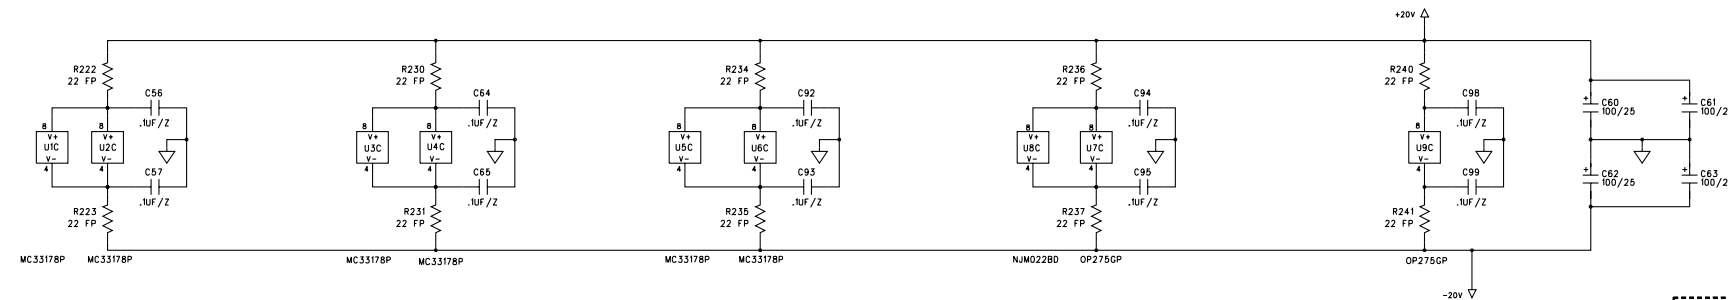 +20V
R222
22 FP
R230
22 FP
R234
22 FP
R236
22 FP
R240
22 FP
C56
.1UF/Z
C64
.1UF/Z
C92
.1UF/Z
C94
.1UF/Z
C98
.1UF/Z
C60
100/25
C61
100/2
8
V+
U1C
V-
4
8
V+
U2C
V-
4
8
V+
U3C
V-
4
8
V+
U4C
V-
4
8
V+
U5C
V-
4
8
V+
U6C
V-
4
8
V+
U8C
V-
4
8
V+
U7C
V-
4
8
V+
U9C
V-
4
C57
.1UF/Z
C65
.1UF/Z
C93
.1UF/Z
C95
.1UF/Z
C99
.1UF/Z
C62
100/25
C63
100/2
R223
22 FP
R231
22 FP
R235
22 FP
R237
22 FP
R241
22 FP
MC33178P MC33178P
MC33178P MC33178P
MC33178P MC33178P
NJM022BD OP275GP
OP275GP
-20V